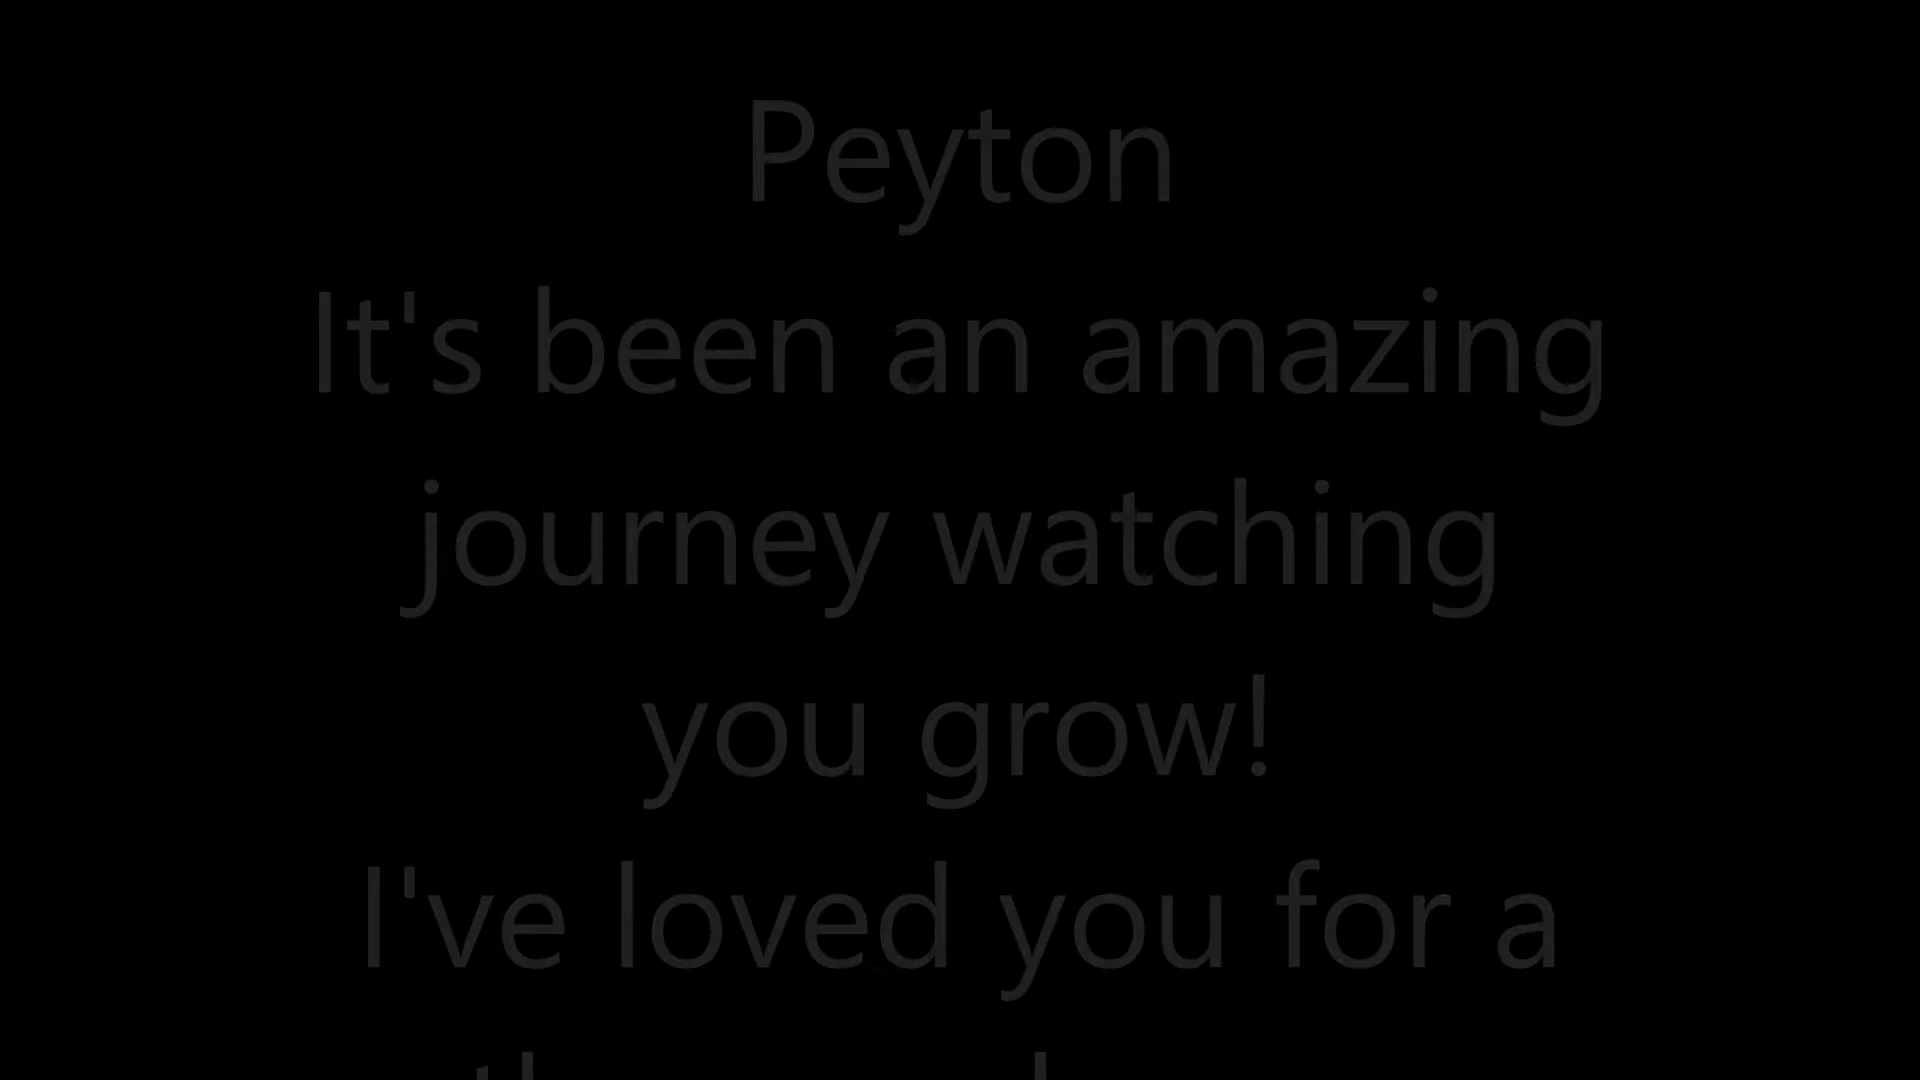 Peyton
It's been an amazing
journey watching
you grow!
I've loved you for a